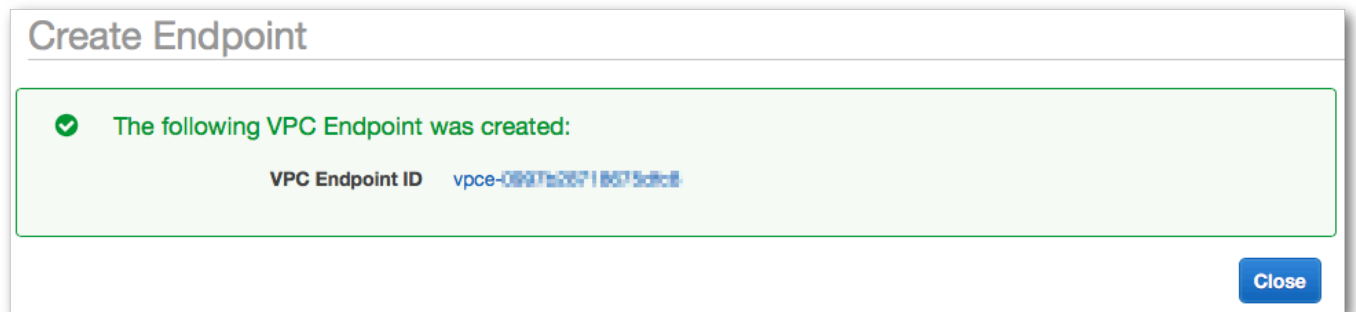 Create Endpoint
The following VPC Endpoint was created:
VPC Endpoint ID vpce-
Close